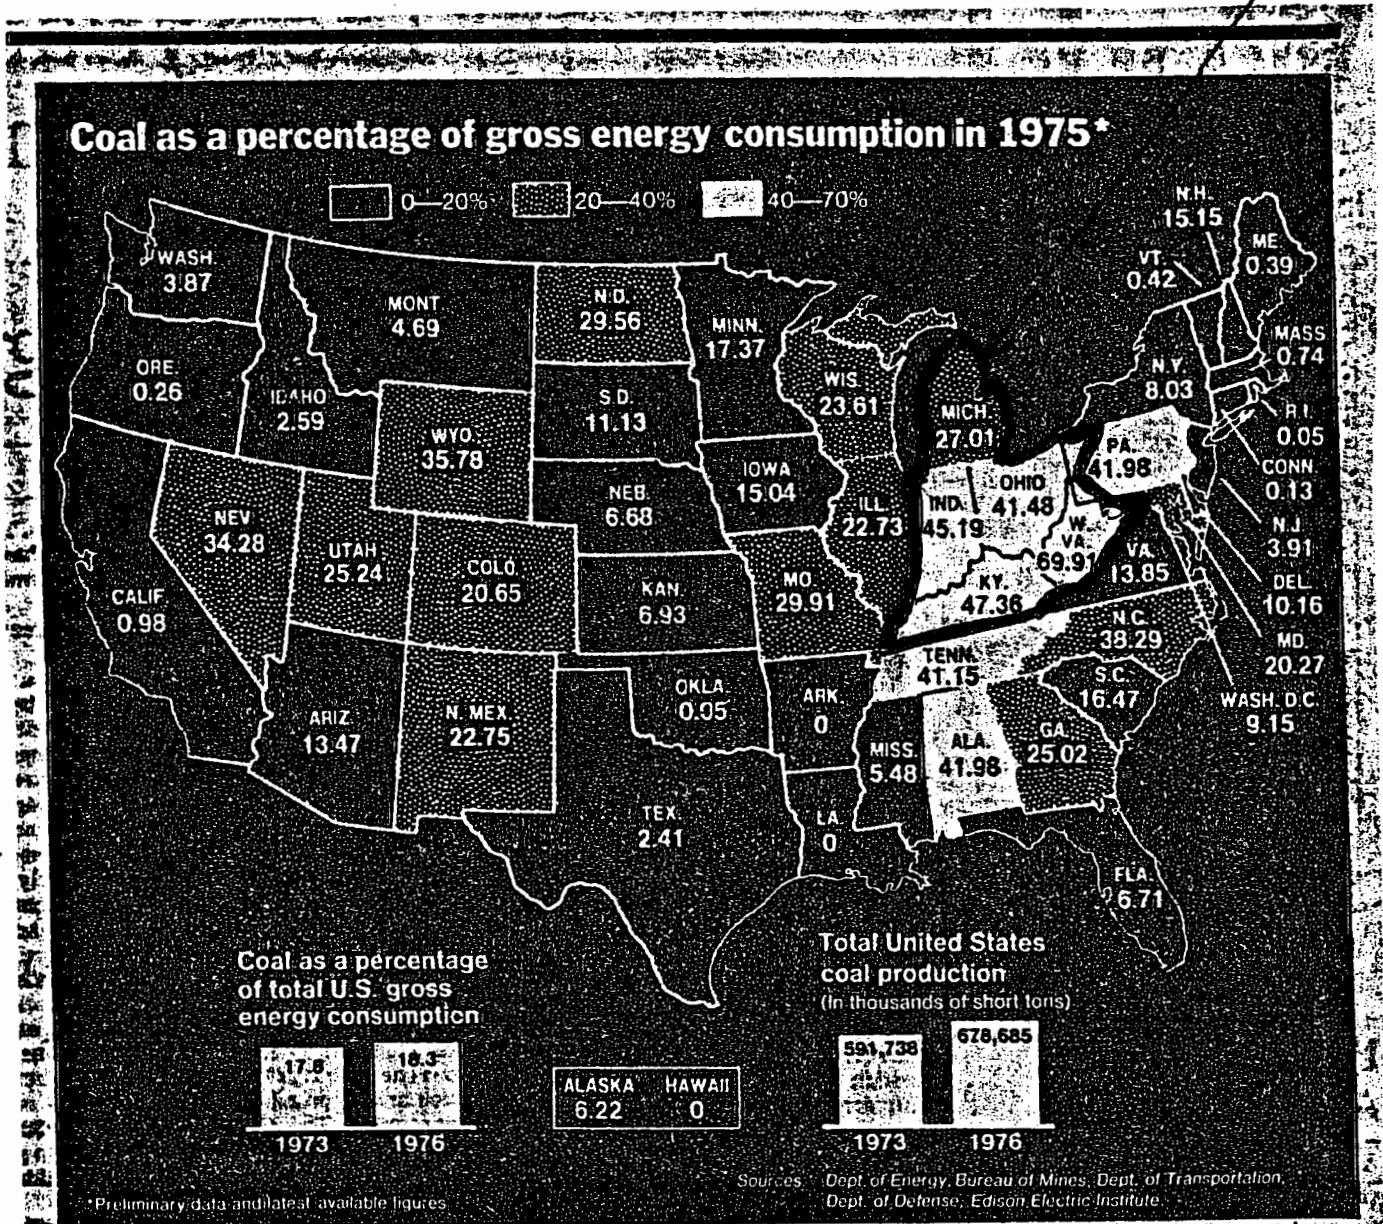 Coal as a percentage of gross energy consumption in 1975*
0—20% 20—40% 40—70%
N.H.
15.15
ME.
0.39
VT.
0.42
WASH.
3.87
MONT
4.69
N.D.
29.56
MINN.
17.37
MASS
0.74
ORE.
0.26
IDAHO
2.59
S.D.
11.13
WIS.
23.61
N.Y.
8.03
WYO.
35.78
MICH.
27.01
R.I.
0.05
PA.
41.98
IOWA
15.04
CONN.
0.13
NEB.
6.68
ILL.
22.73
IND.
45.19
OHIO
41.48
NEV.
34.28
UTAH
25.24
COLO.
20.65
W.
VA.
69.91
VA.
13.85
N.J.
3.91
CALIF
0.98
KAN.
6.93
MO.
29.91
KY.
47.36
DEL.
10.16
N.C.
38.29
MD.
20.27
TENN.
41.15
S.C.
16.47
WASH. D.C.
9.15
ARIZ.
13.47
N. MEX.
22.75
OKLA.
0.05
ARK.
0
MISS.
5.48
ALA.
41.98
GA.
25.02
TEX.
2.41
LA.
0
FLA.
6.71
Coal as a percentage
of total U.S. gross
energy consumption
17.8 18.3
1973 1976
ALASKA HAWAII
6.22 0
Total United States
coal production
(In thousands of short tons)
591,738 678,685
1973 1976
*Preliminary data and latest available figures
Sources Dept. of Energy, Bureau of Mines, Dept. of Transportation,
Dept. of Defense, Edison Electric Institute